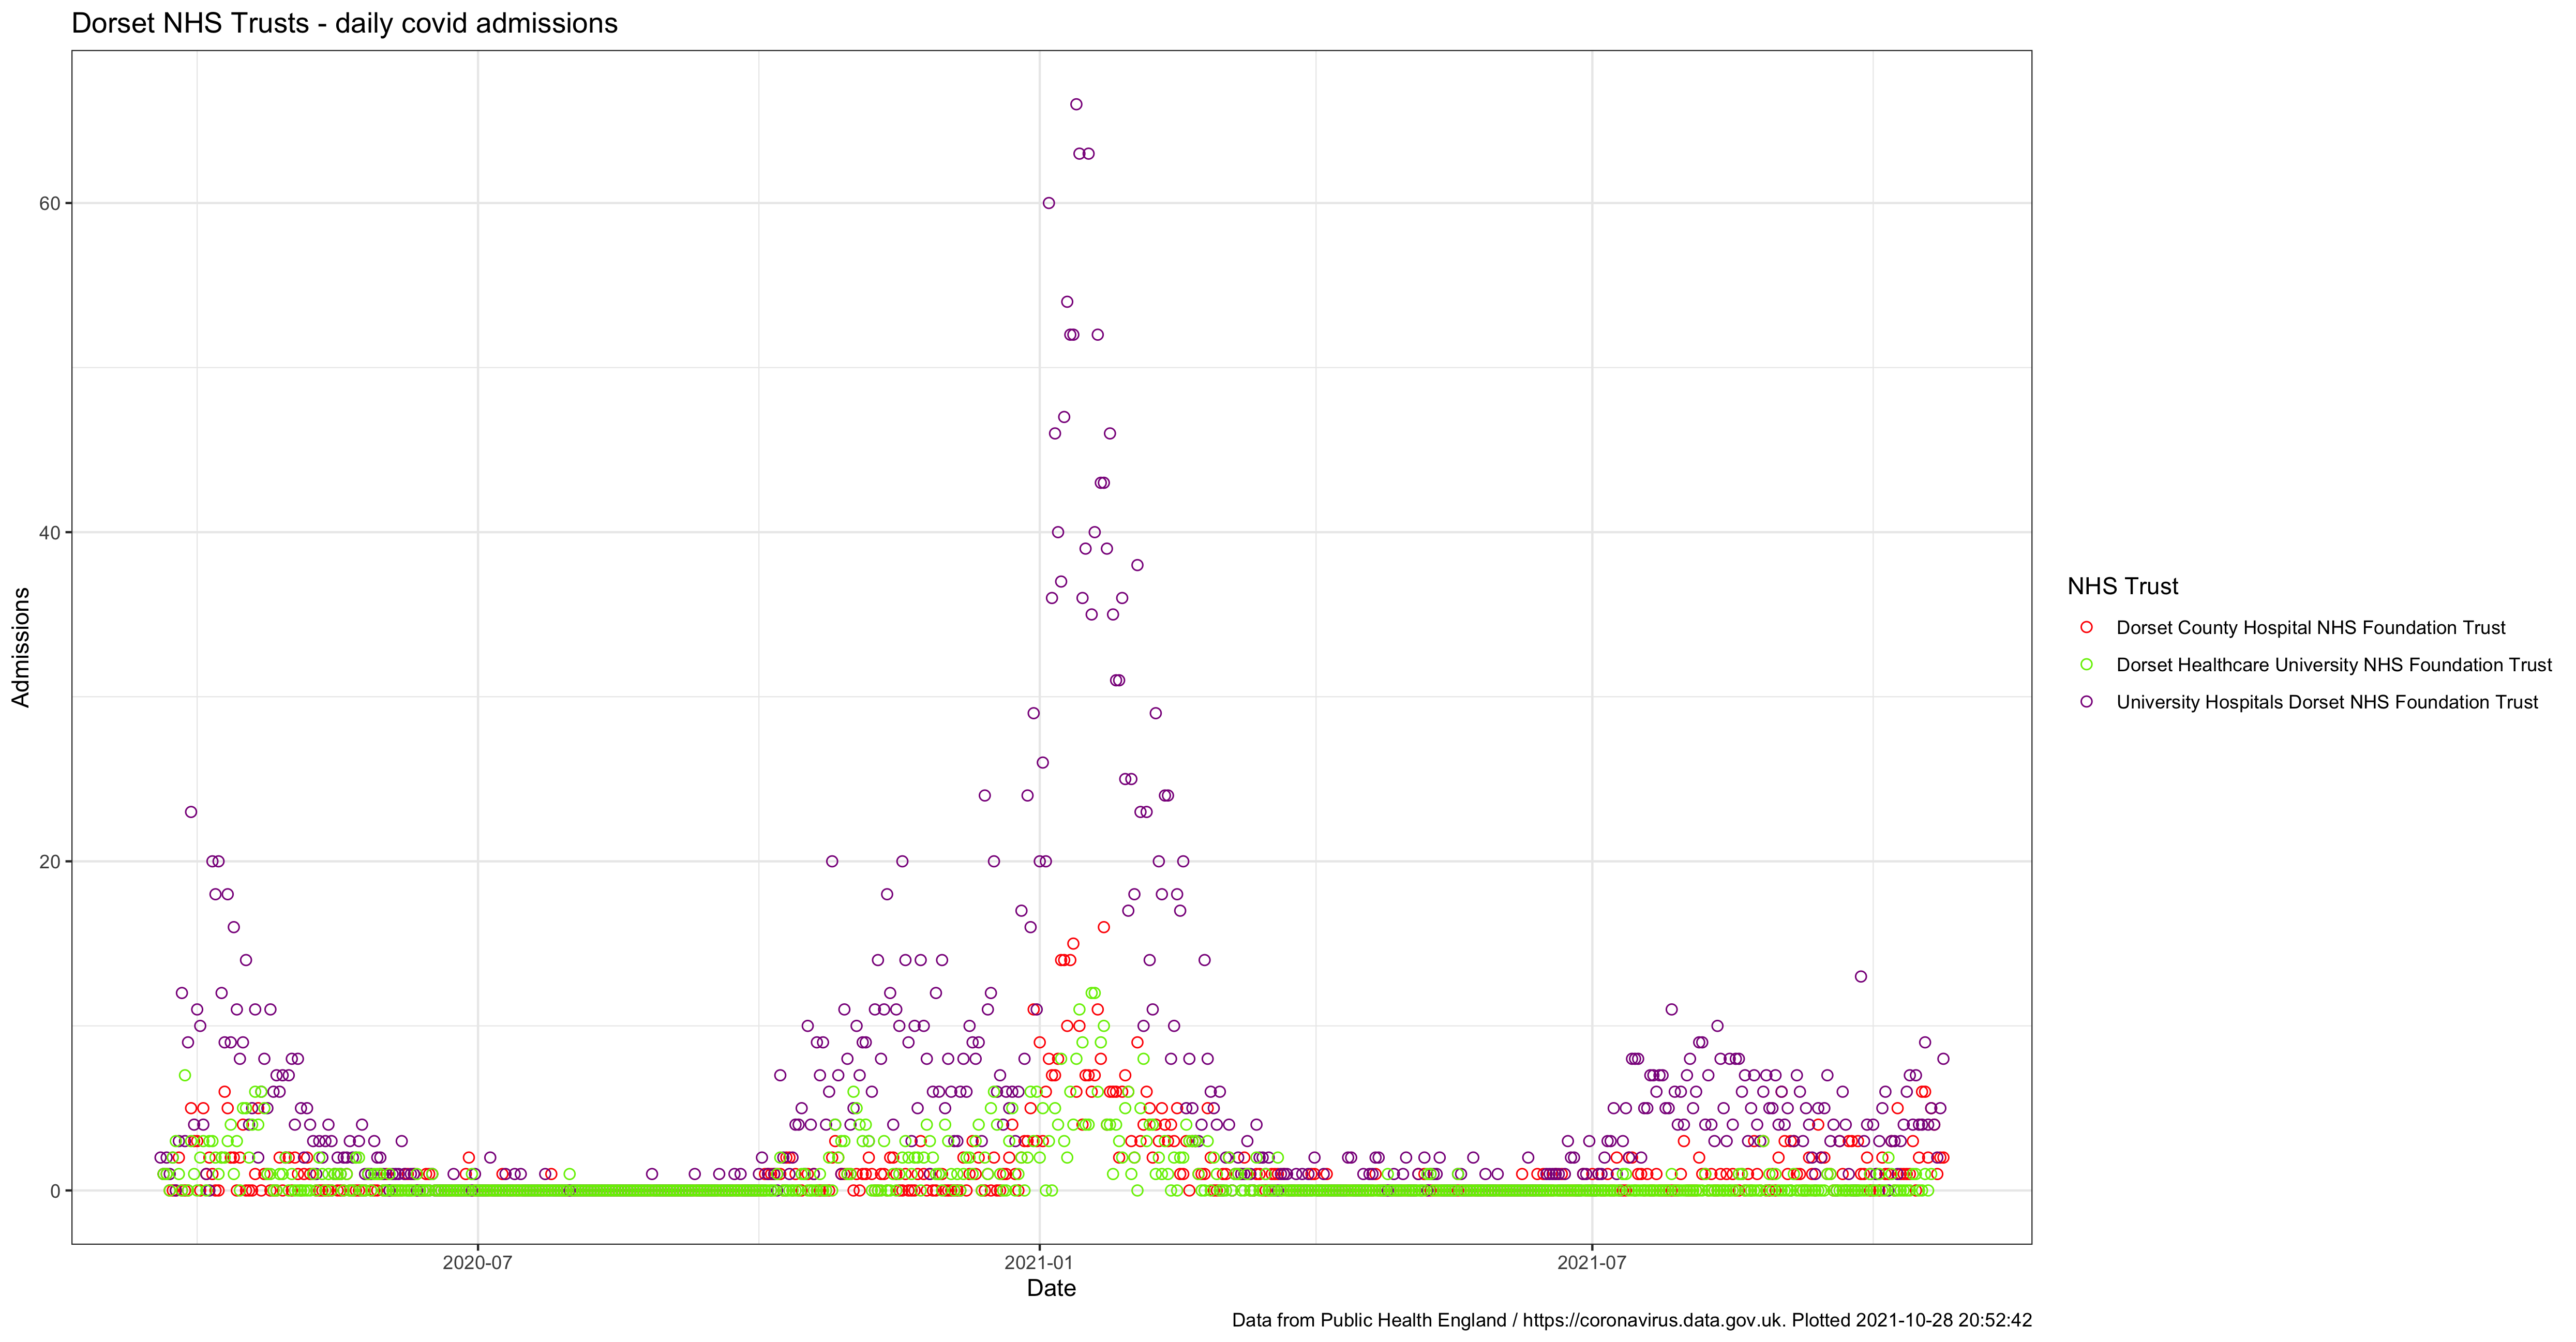 Dorset NHS Trusts - daily covid admissions
60
40
20
0
Admissions
2020-07
2021-01
2021-07
Date
NHS Trust
Dorset County Hospital NHS Foundation Trust
Dorset Healthcare University NHS Foundation Trust
University Hospitals Dorset NHS Foundation Trust
Data from Public Health England / https://coronavirus.data.gov.uk. Plotted 2021-10-28 20:52:42